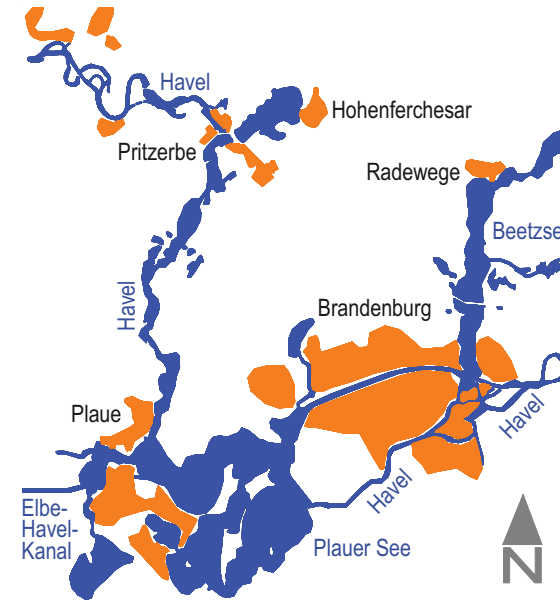 Havel
Hohenferchesar
Pritzerbe
Radewege
Beetzse
Havel
Brandenburg
Plaue
Havel
Havel
Elbe-
Havel-
Kanal
Plauer See
N